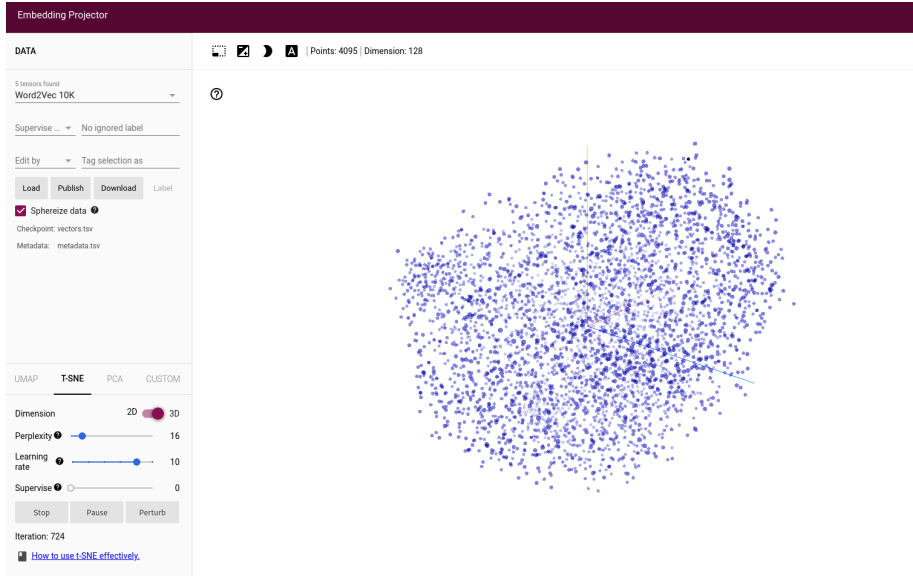 Embedding Projector
DATA
A | Points: 4095 | Dimension: 128
5 tensors found
Word2Vec 10K
Supervise ... No ignored label
Edit by Tag selection as
Load Publish Download Label
Sphereize data ?
Checkpoint: vectors.tsv
Metadata: metadata.tsv
UMAP T-SNE PCA CUSTOM
Dimension 2D 3D
Perplexity ? 16
Learning rate ? 10
Supervise ? 0
Stop Pause Perturb
Iteration: 724
How to use t-SNE effectively.